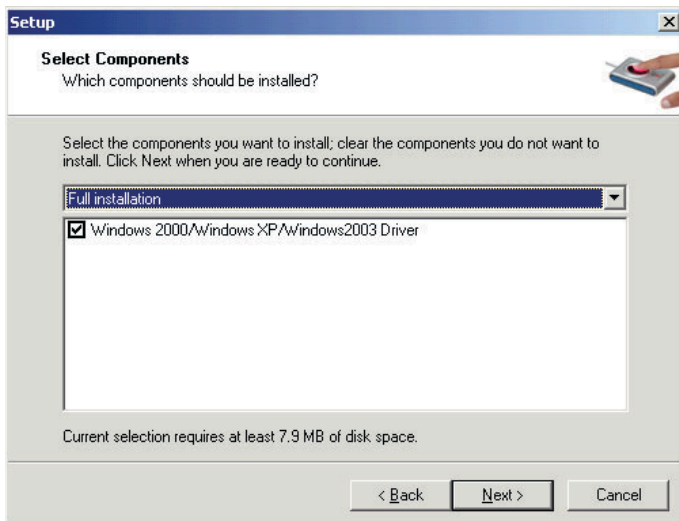 Setup
Select Components
Which components should be installed?
Select the components you want to install; clear the components you do not want to
install. Click Next when you are ready to continue.
Full installation
Windows 2000/Windows XP/Windows2003 Driver
Current selection requires at least 7.9 MB of disk space.
< Back
Next >
Cancel